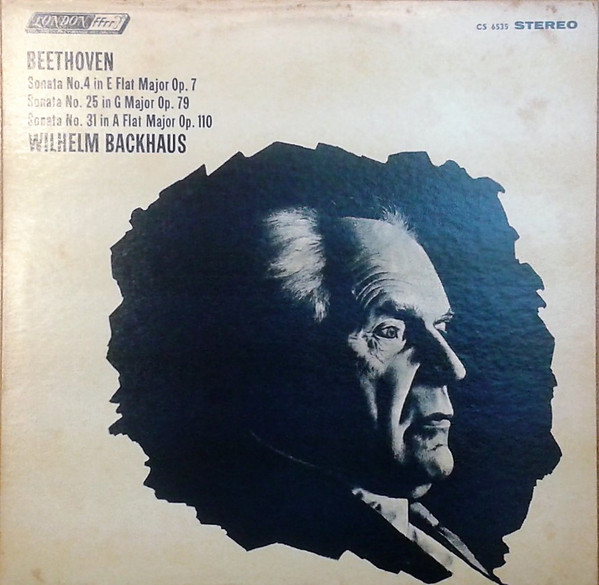 LONDON ffrr
CS 6535 STEREO
BEETHOVEN
Sonata No.4 in E Flat Major Op. 7
Sonata No. 25 in G Major Op. 79
Sonata No. 31 in A Flat Major Op. 110
WILHELM BACKHAUS